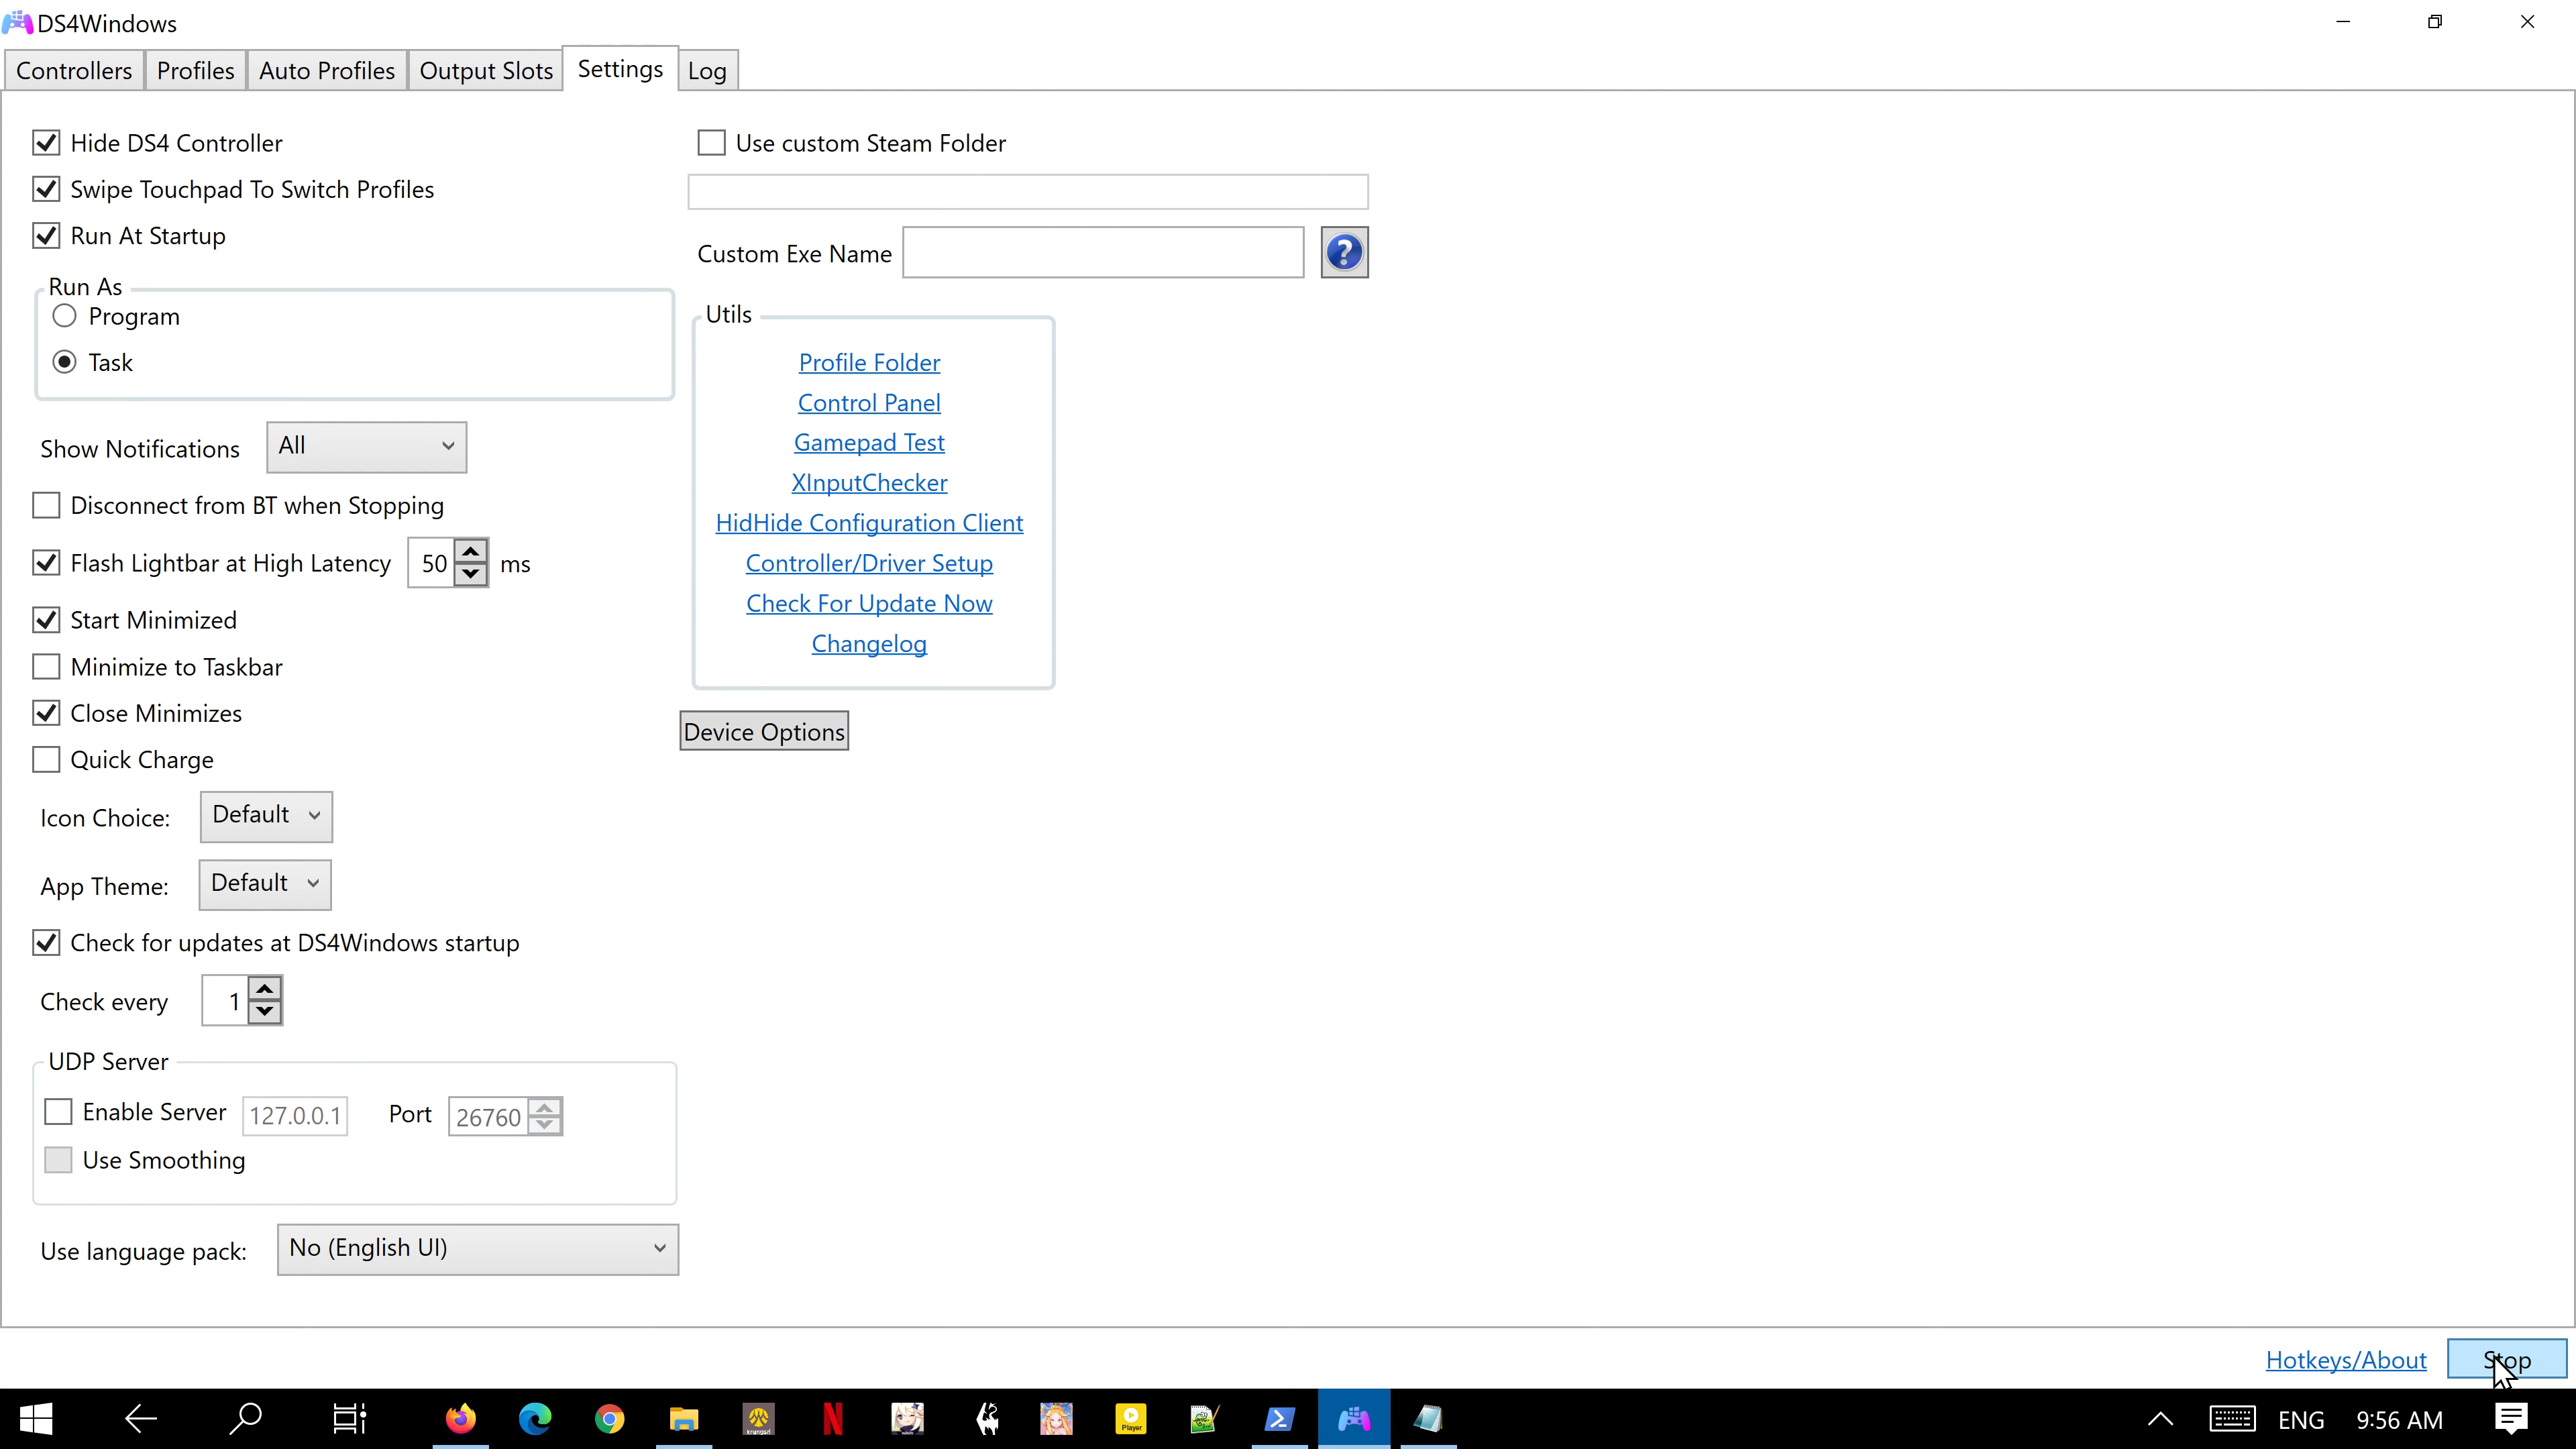 DS4Windows
Controllers
Profiles
Auto Profiles
Output Slots
Settings
Log
Hide DS4 Controller
Swipe Touchpad To Switch Profiles
Run At Startup
Run As
Program
Task
Show Notifications
All
Disconnect from BT when Stopping
Flash Lightbar at High Latency
50
ms
Start Minimized
Minimize to Taskbar
Close Minimizes
Quick Charge
Icon Choice:
Default
App Theme:
Default
Check for updates at DS4Windows startup
Check every
1
UDP Server
Enable Server
127.0.0.1
Port
26760
Use Smoothing
Use language pack:
No (English UI)
Use custom Steam Folder
Custom Exe Name
Utils
Profile Folder
Control Panel
Gamepad Test
XInputChecker
HidHide Configuration Client
Controller/Driver Setup
Check For Update Now
Changelog
Device Options
Hotkeys/About
Stop
krungsri
Player
ENG
9:56 AM